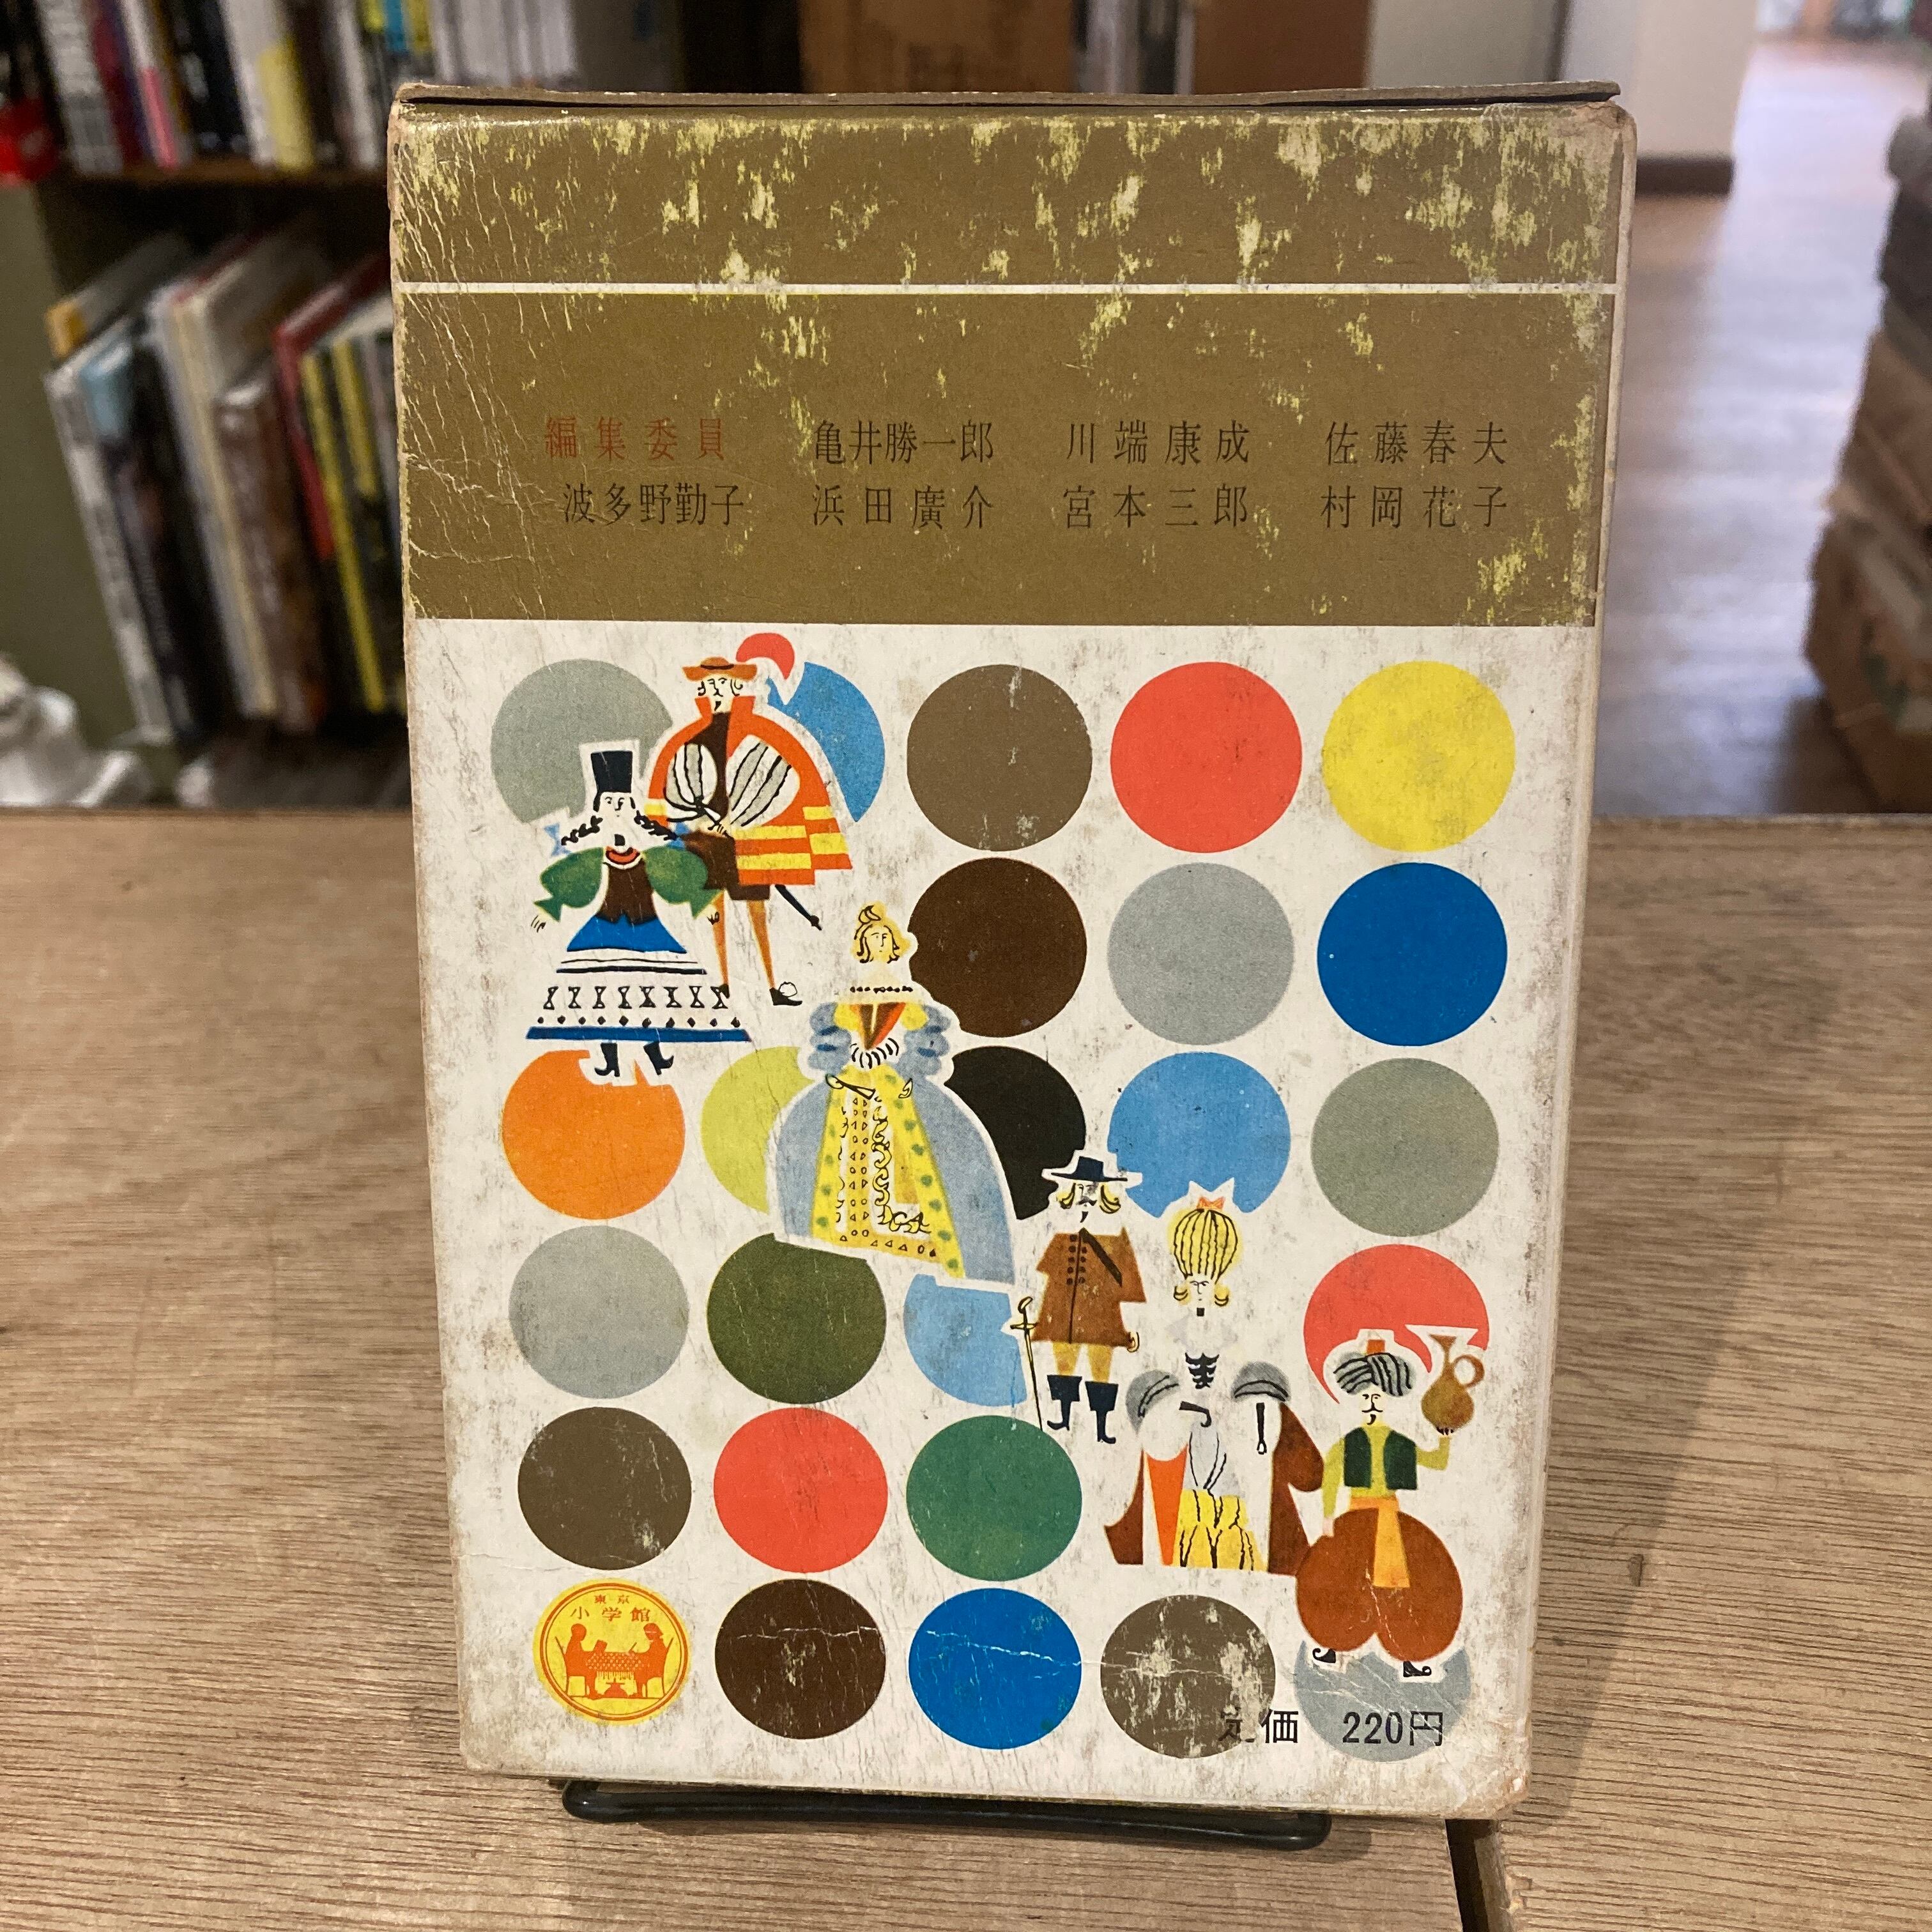 編集委員 亀井勝一郎 川端康成 佐藤春夫
波多野勤子 浜田廣介 宮本三郎 村岡花子
東京
小学館
定価 220円